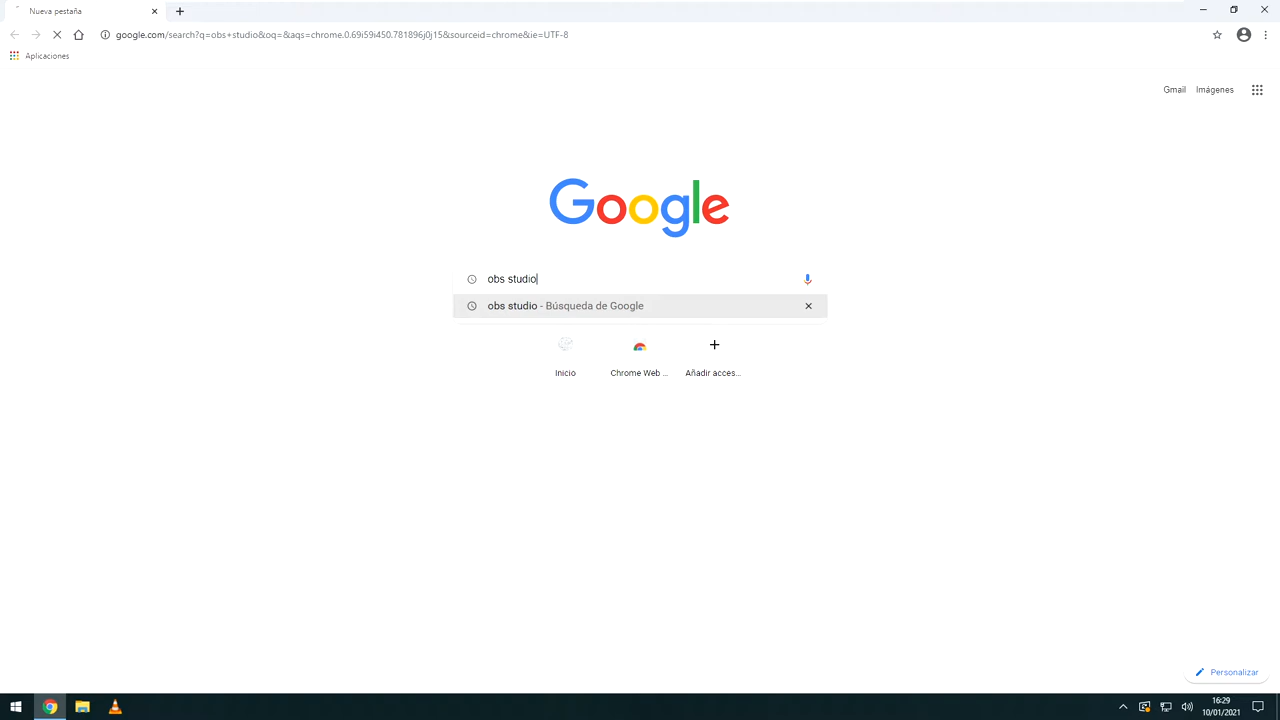 Nueva pestaña
google.com/search?q=obs+studio&oq=&aqs=chrome.0.69i59i450.781896j0j15&sourceid=chrome&ie=UTF-8
Aplicaciones
Gmail Imágenes
Google
obs studio
obs studio - Búsqueda de Google
Inicio Chrome Web ... Añadir acces...
Personalizar
16:29
10/01/2021